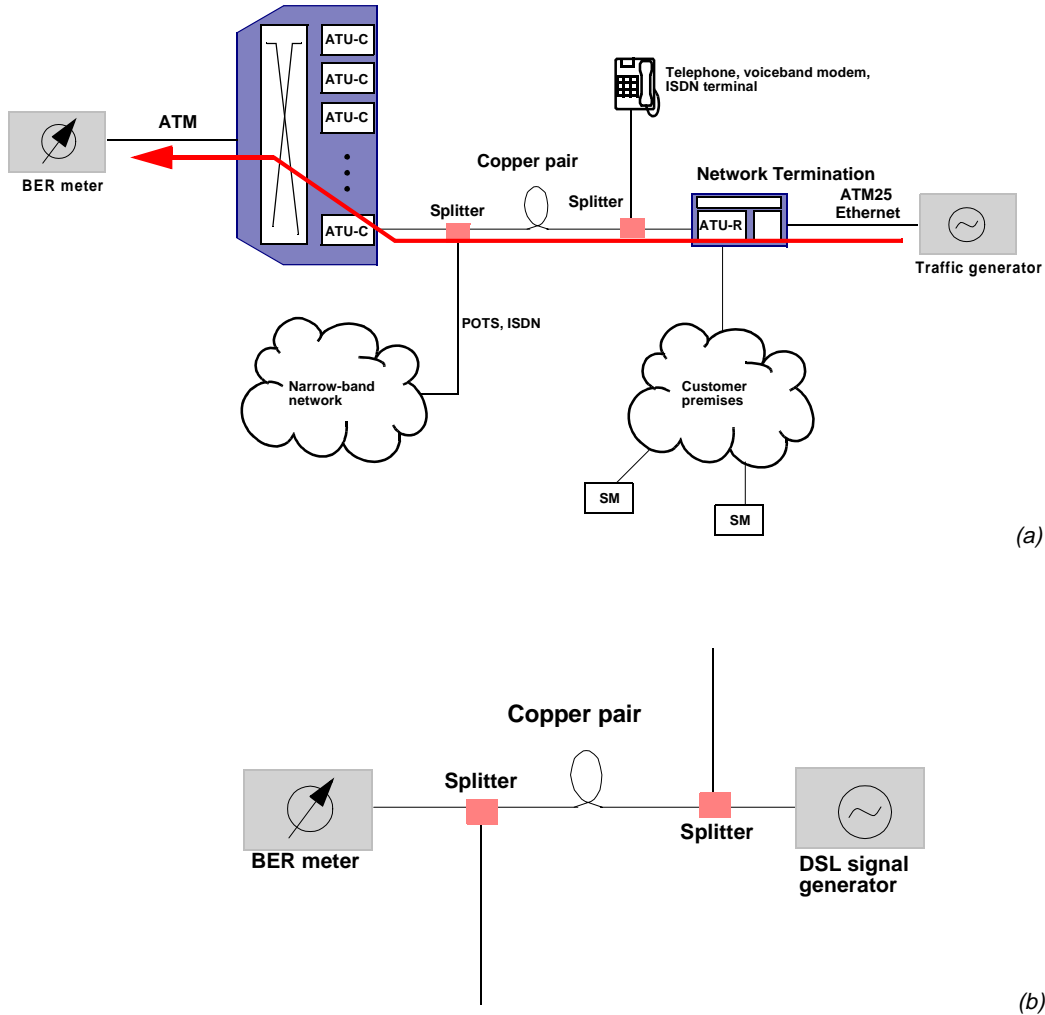 ATU-C
ATU-C
ATU-C
ATU-C
Telephone, voiceband modem,
ISDN terminal
ATM
BER meter
Copper pair
Splitter
Splitter
Network Termination
ATU-R
ATM25
Ethernet
Traffic generator
POTS, ISDN
Narrow-band
network
Customer
premises
SM
SM
(a)
Copper pair
Splitter
Splitter
BER meter
DSL signal
generator
(b)